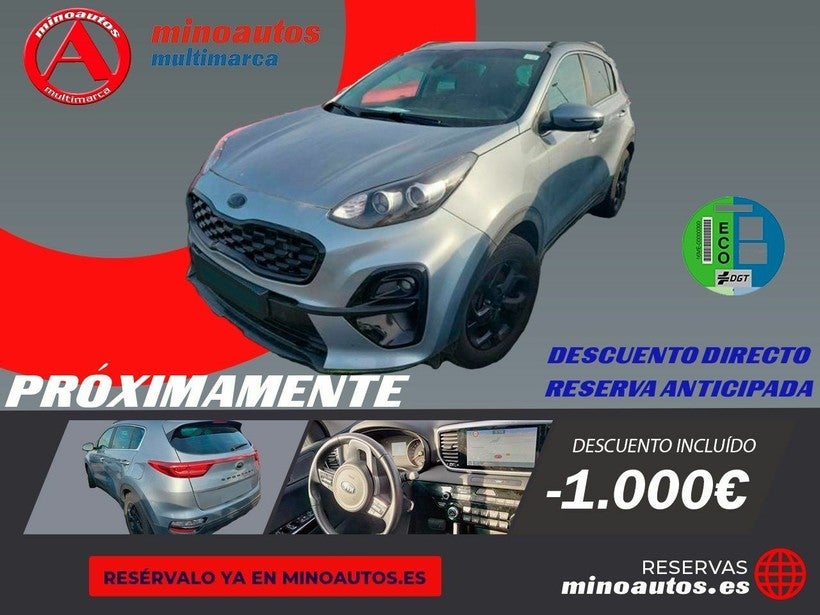 minoautos
multimarca
minoautos
multimarca
ECO
DGT
DESCUENTO DIRECTO
RESERVA ANTICIPADA
PRÓXIMAMENTE
DESCUENTO INCLUÍDO
-1.000€
RESÉRVALO YA EN MINOAUTOS.ES
RESERVAS
minoautos.es